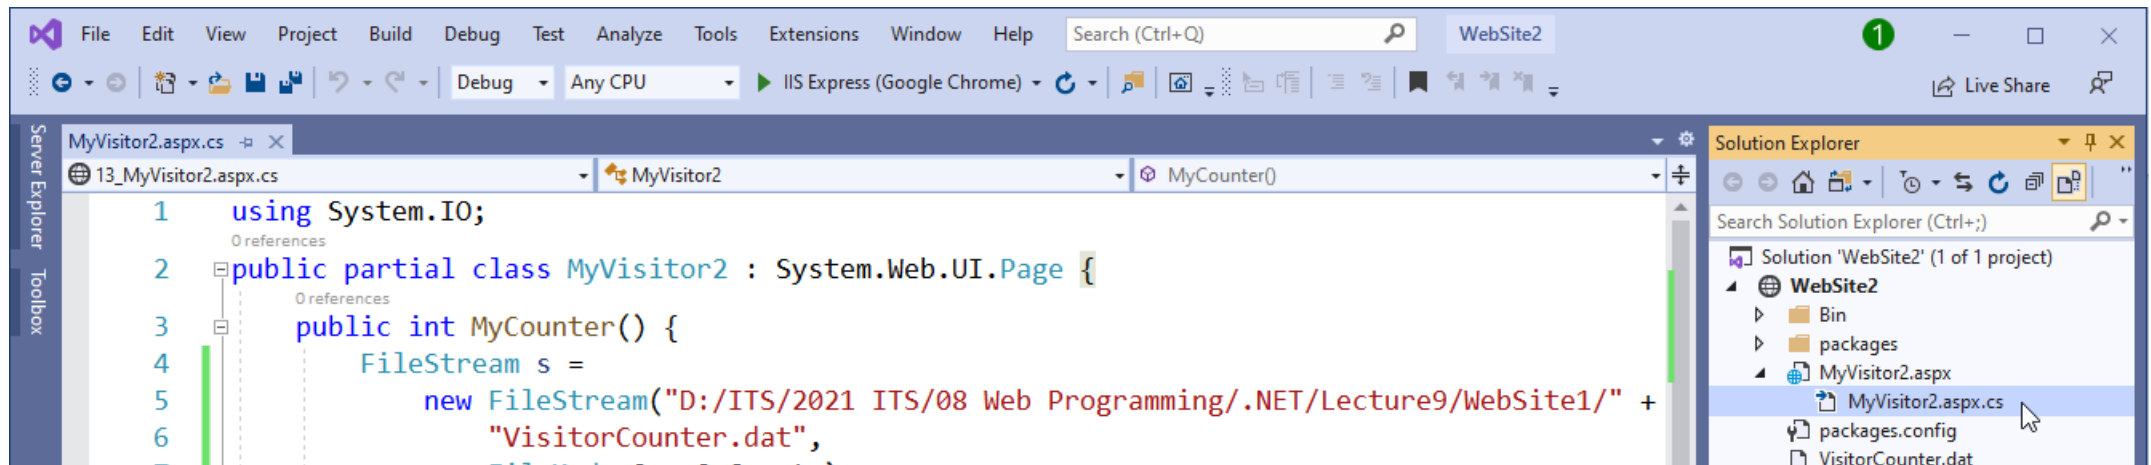 File Edit View Project Build Debug Test Analyze Tools Extensions Window Help Search (Ctrl+Q) WebSite2 1
Debug Any CPU IIS Express (Google Chrome) Live Share
Server Explorer
Toolbox
MyVisitor2.aspx.cs
13_MyVisitor2.aspx.cs MyVisitor2 MyCounter()
1 using System.IO;
0 references
2 public partial class MyVisitor2 : System.Web.UI.Page {
0 references
3 public int MyCounter() {
4 FileStream s =
5 new FileStream("D:/ITS/2021 ITS/08 Web Programming/.NET/Lecture9/WebSite1/" +
6 "VisitorCounter.dat",
Solution Explorer
Search Solution Explorer (Ctrl+;)
Solution 'WebSite2' (1 of 1 project)
WebSite2
Bin
packages
MyVisitor2.aspx
MyVisitor2.aspx.cs
packages.config
VisitorCounter.dat